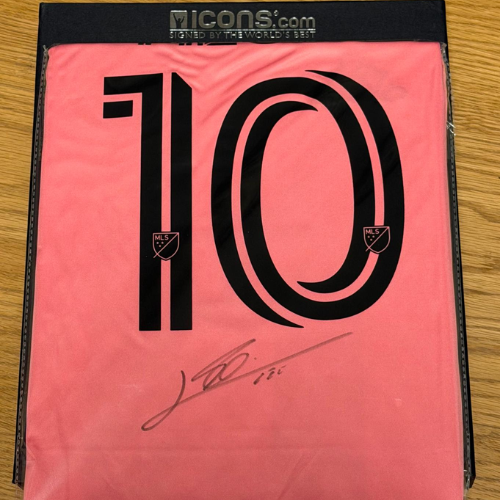 ICONS.com
SIGNED BY THE WORLD'S BEST
10
MLS
MLS